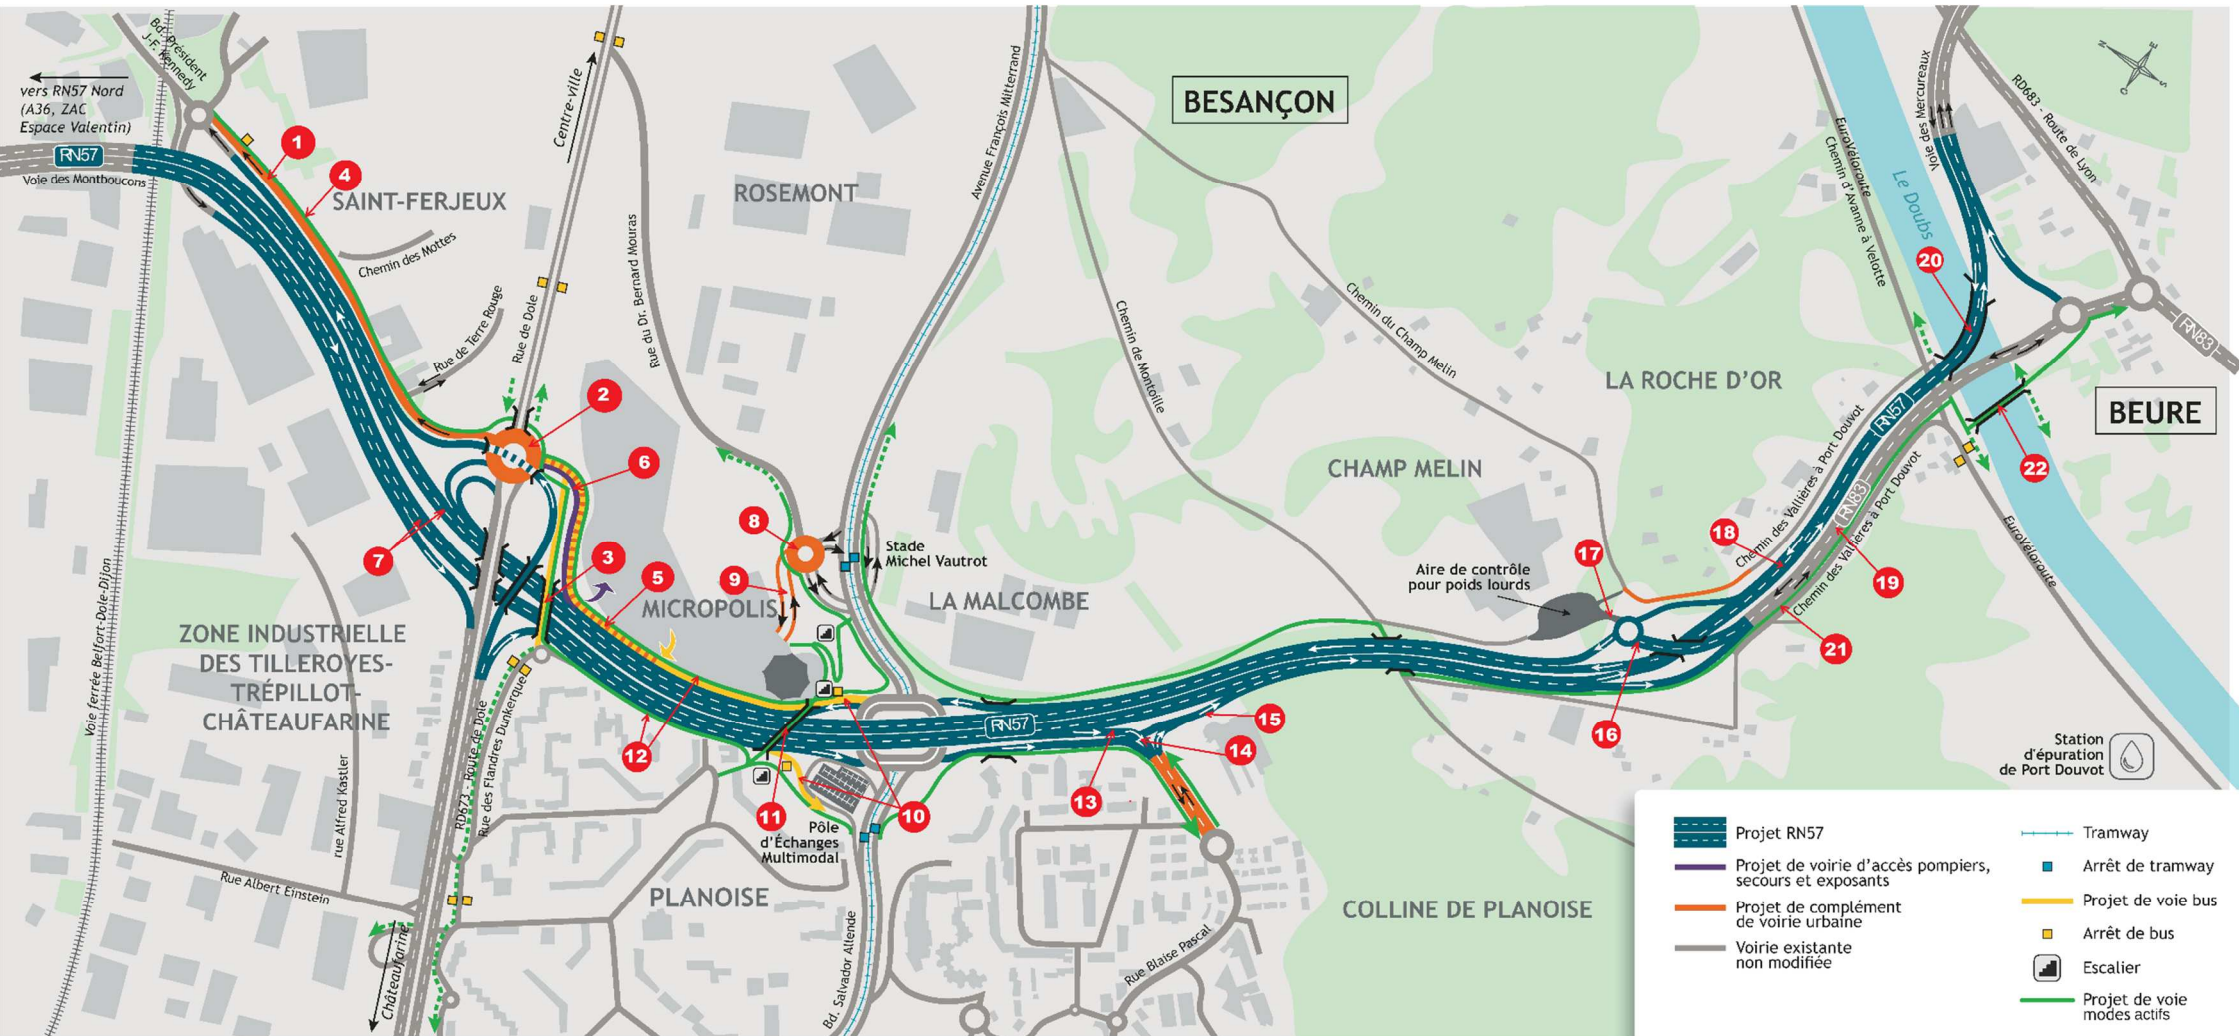 Bd. Président
J-F. Kennedy
vers RN57 Nord
(A36, ZAC
Espace Valentin)
RN57
Voie des Montboucons
1
4
SAINT-FERJEUX
Chemin des Mottes
Rue de Terre Rouge
Centre-ville
Rue de Dole
Rue du Dr. Bernard Mouras
ROSEMONT
Avenue François Mitterrand
BESANÇON
Chemin de Montoille
Chemin du Champ Melin
EuroVéloroute
Chemin d'Avanne à Velotte
Le Doubs
Voie des Mercureaux
RD683 - Route de Lyon
N
E
S
O
20
RN83
BEURE
22
LA ROCHE D'OR
CHAMP MELIN
RN57
Chemin des Vallières à Port Douvot
RN83
Chemin des Vallières à Port Douvot
EuroVéloroute
2
6
7
3
5
8
9
MICROPOLIS
Stade
Michel Vautrot
LA MALCOMBE
Aire de contrôle
pour poids lourds
17
18
19
21
16
15
14
13
RN57
12
11
10
Pôle
d'Échanges
Multimodal
ZONE INDUSTRIELLE
DES TILLEROYES-
TRÉPILLOT-
CHÂTEAUFARINE
Voie ferrée Belfort-Dole-Dijon
rue Alfred Kastler
Rue Albert Einstein
RD673 - Route de Dole
Rue des Flandres Dunkerque
Châteaufarine
PLANOISE
Bd. Salvador Allende
Rue Blaise Pascal
COLLINE DE PLANOISE
Station
d'épuration
de Port Douvot
Projet RN57
Projet de voirie d'accès pompiers,
secours et exposants
Projet de complément
de voirie urbaine
Voirie existante
non modifiée
Tramway
Arrêt de tramway
Projet de voie bus
Arrêt de bus
Escalier
Projet de voie
modes actifs